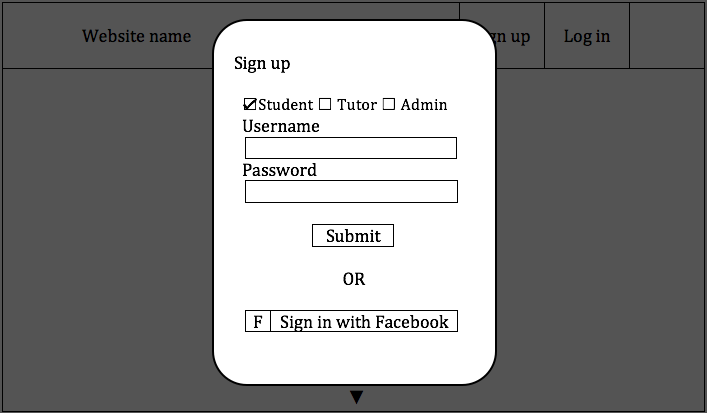 Website name
gn up
Log in
Sign up
Student Tutor Admin
Username
Password
Submit
OR
F Sign in with Facebook